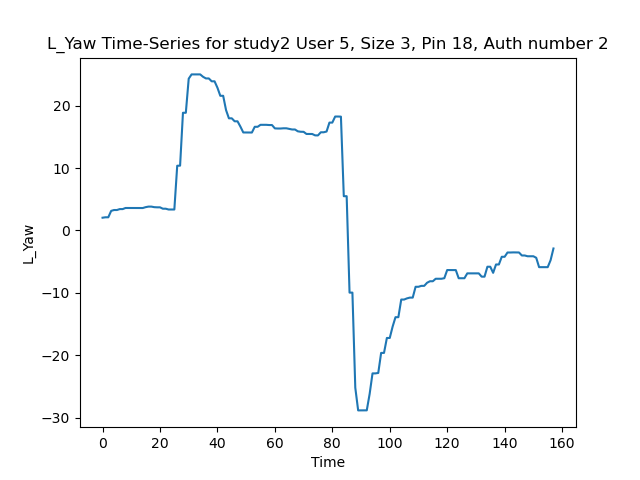 L_Yaw Time-Series for study2 User 5, Size 3, Pin 18, Auth number 2
20
10
0
−10
−20
−30
L_Yaw
0 20 40 60 80 100 120 140 160
Time